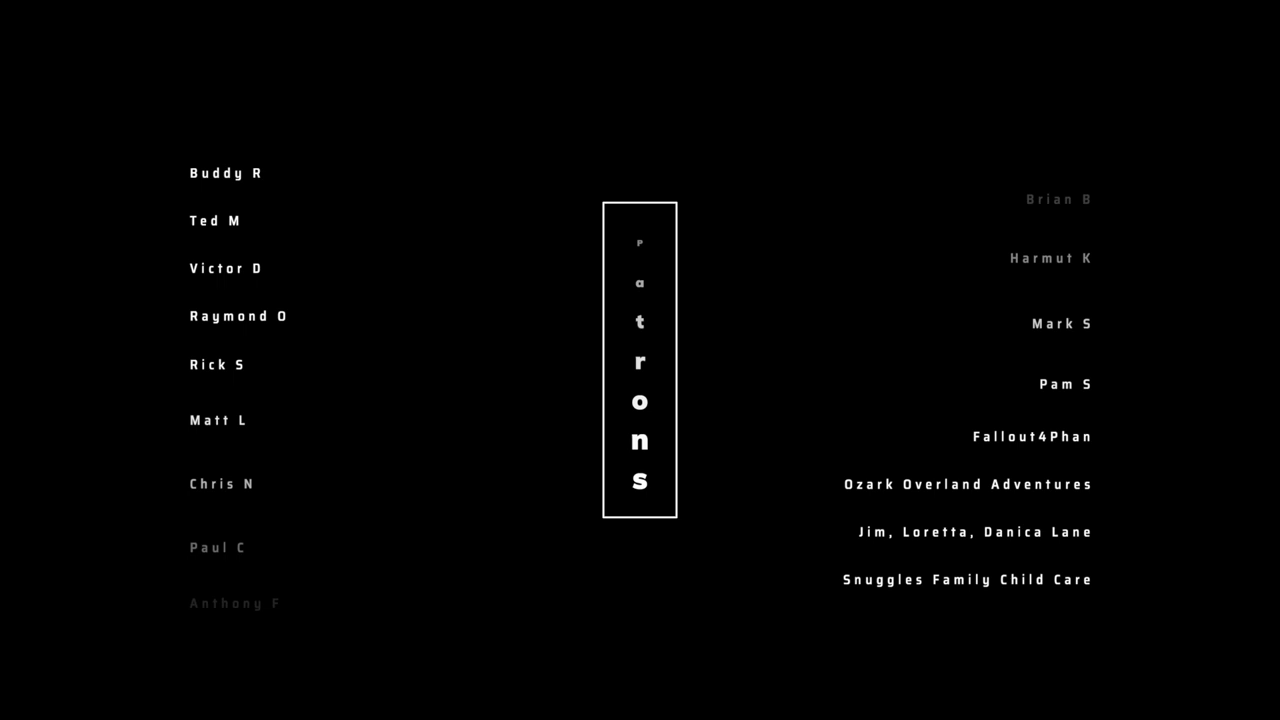 Buddy R
Ted M
Victor D
Raymond O
Rick S
Matt L
Chris N
Paul C
Anthony F
Patrons
Brian B
Harmut K
Mark S
Pam S
Fallout4Phan
Ozark Overland Adventures
Jim, Loretta, Danica Lane
Snuggles Family Child Care